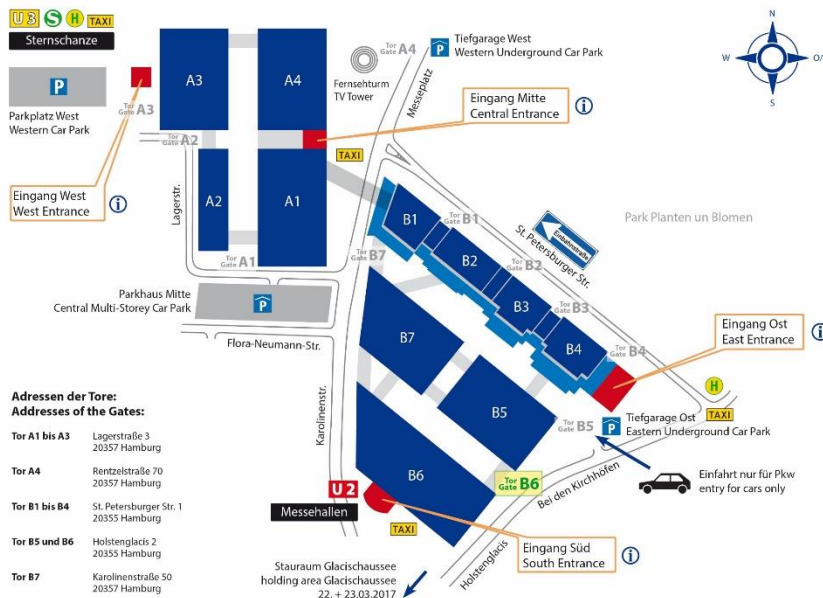 U3 S H TAXI
Sternschanze
P
Parkplatz West
Western Car Park
Tor
Gate A3
Tor
Gate A2
Eingang West
West Entrance
i
Lagerstr.
A3
A4
A2
A1
Tor
Gate A1
Fernsehturm
TV Tower
Tor
Gate A4
P
Tiefgarage West
Western Underground Car Park
Messeplatz
Eingang Mitte
Central Entrance
i
TAXI
N
W
O/
S
Parkhaus Mitte
Central Multi-Storey Car Park
P
Flora-Neumann-Str.
Karolinenstr.
B1
Tor
Gate B1
B2
Tor
Gate B2
B3
Tor
Gate B3
B4
Tor
Gate B4
Tor
Gate B7
B7
B5
B6
St. Petersburger Str.
Einbahnstraße
Park Planten un Blomen
Eingang Ost
East Entrance
i
H
TAXI
Tor
Gate B5
P
Tiefgarage Ost
Eastern Underground Car Park
Einfahrt nur für Pkw
entry for cars only
Bei den Kirchhöfen
Tor
Gate B6
Holstenglacis
U2
Messehallen
TAXI
Eingang Süd
South Entrance
i
Stauraum Glacischaussee
holding area Glacischaussee
22. + 23.03.2017
Adressen der Tore:
Addresses of the Gates:
Tor A1 bis A3 Lagerstraße 3
20357 Hamburg
Tor A4 Rentzelstraße 70
20357 Hamburg
Tor B1 bis B4 St. Petersburger Str. 1
20355 Hamburg
Tor B5 und B6 Holstenglacis 2
20355 Hamburg
Tor B7 Karolinenstraße 50
20357 Hamburg